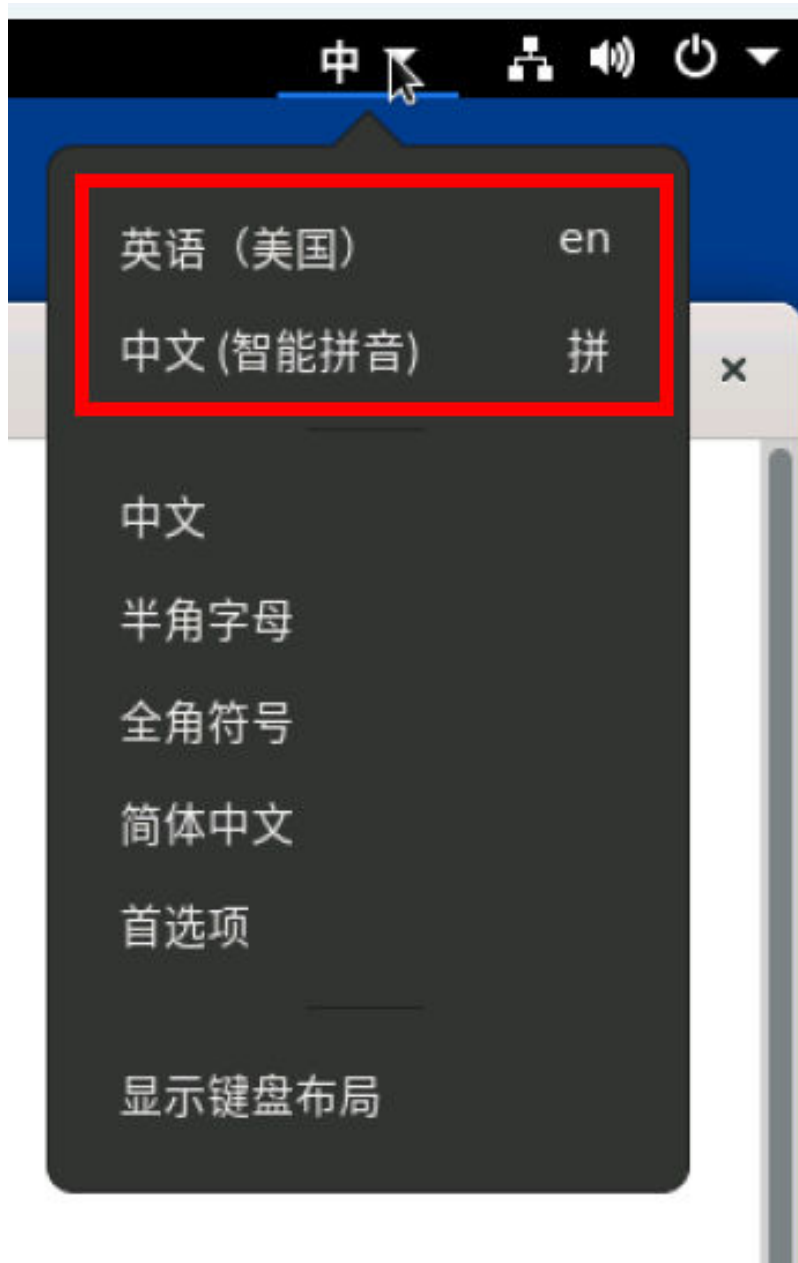 中
英语（美国） en
中文 (智能拼音) 拼
中文
半角字母
全角符号
简体中文
首选项
显示键盘布局